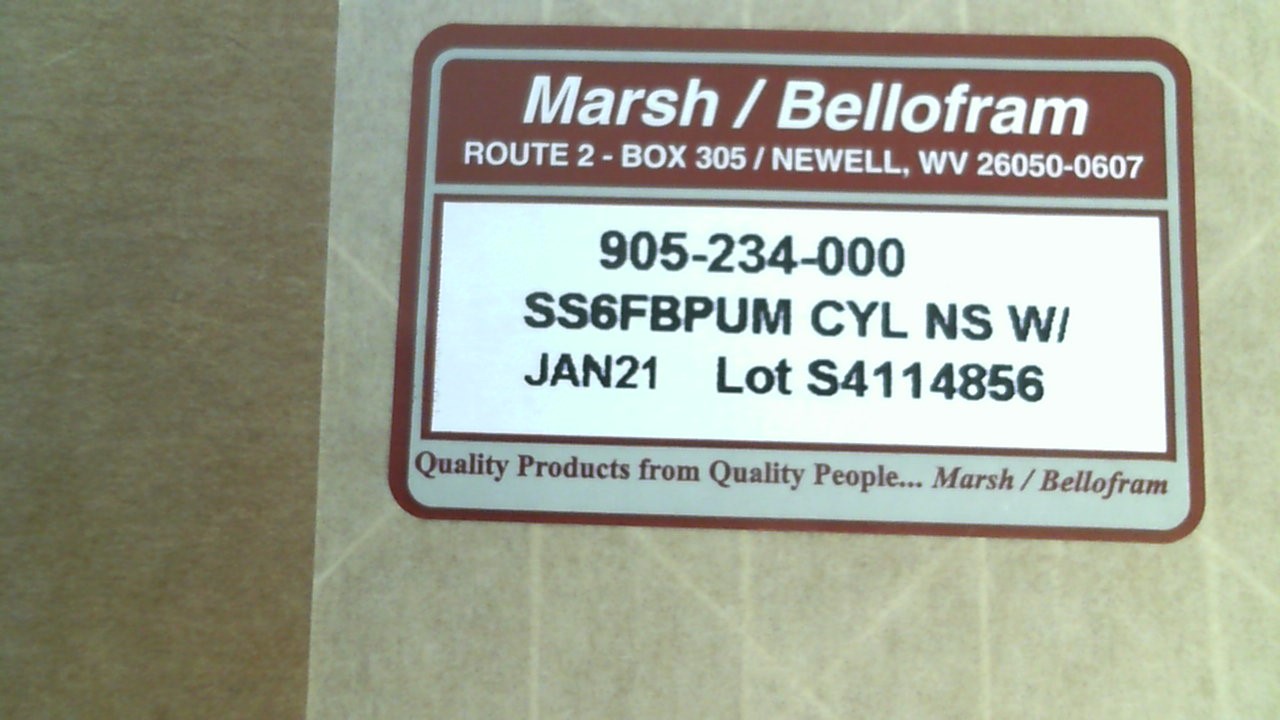 Marsh / Bellofram
ROUTE 2 - BOX 305 / NEWELL, WV 26050-0607
905-234-000
SS6FBPUM CYL NS W/
JAN21 Lot S4114856
Quality Products from Quality People... Marsh / Bellofram